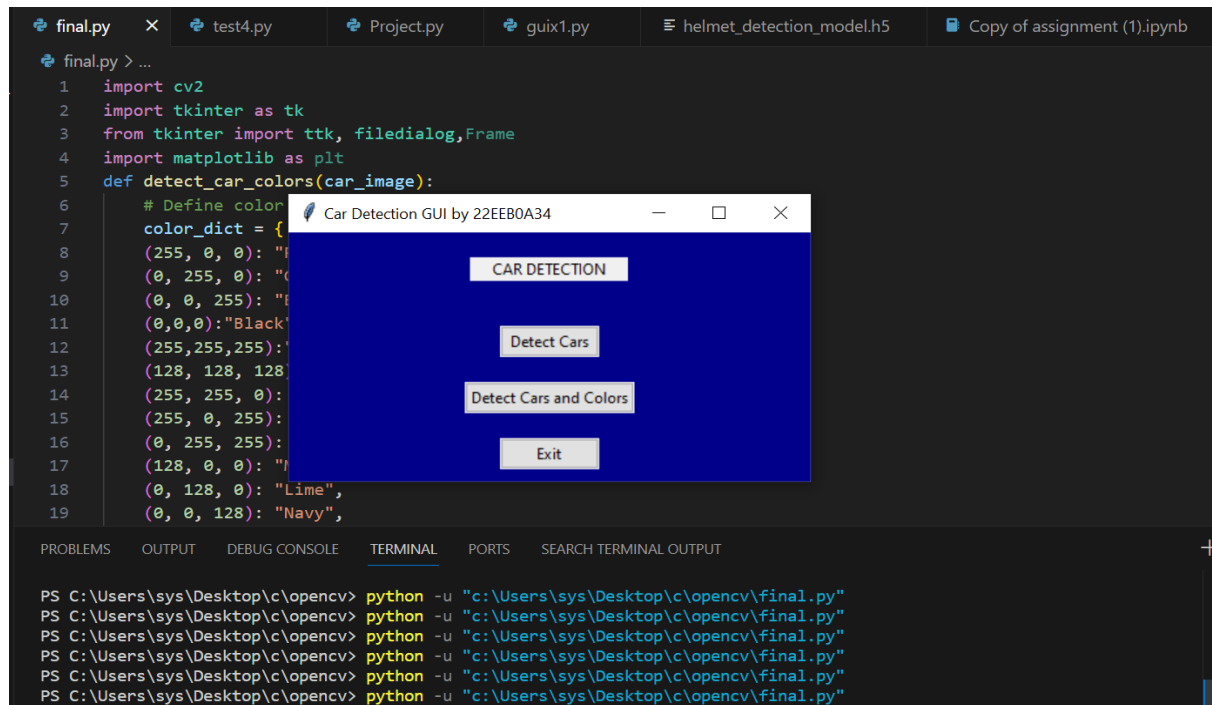 final.py × test4.py Project.py guix1.py helmet_detection_model.h5 Copy of assignment (1).ipynb
final.py > ...
1 import cv2
2 import tkinter as tk
3 from tkinter import ttk, filedialog,Frame
4 import matplotlib as plt
5 def detect_car_colors(car_image):
6 # Define color
7 color_dict = {
8 (255, 0, 0): "
9 (0, 255, 0): "
10 (0, 0, 255): "
11 (0,0,0):"Black"
12 (255,255,255):"
13 (128, 128, 128
14 (255, 255, 0):
15 (255, 0, 255):
16 (0, 255, 255):
17 (128, 0, 0): "
18 (0, 128, 0): "Lime",
19 (0, 0, 128): "Navy",
Car Detection GUI by 22EEB0A34
CAR DETECTION
Detect Cars
Detect Cars and Colors
Exit
PROBLEMS OUTPUT DEBUG CONSOLE TERMINAL PORTS SEARCH TERMINAL OUTPUT
PS C:\Users\sys\Desktop\c\opencv> python -u "c:\Users\sys\Desktop\c\opencv\final.py"
PS C:\Users\sys\Desktop\c\opencv> python -u "c:\Users\sys\Desktop\c\opencv\final.py"
PS C:\Users\sys\Desktop\c\opencv> python -u "c:\Users\sys\Desktop\c\opencv\final.py"
PS C:\Users\sys\Desktop\c\opencv> python -u "c:\Users\sys\Desktop\c\opencv\final.py"
PS C:\Users\sys\Desktop\c\opencv> python -u "c:\Users\sys\Desktop\c\opencv\final.py"
PS C:\Users\sys\Desktop\c\opencv> python -u "c:\Users\sys\Desktop\c\opencv\final.py"